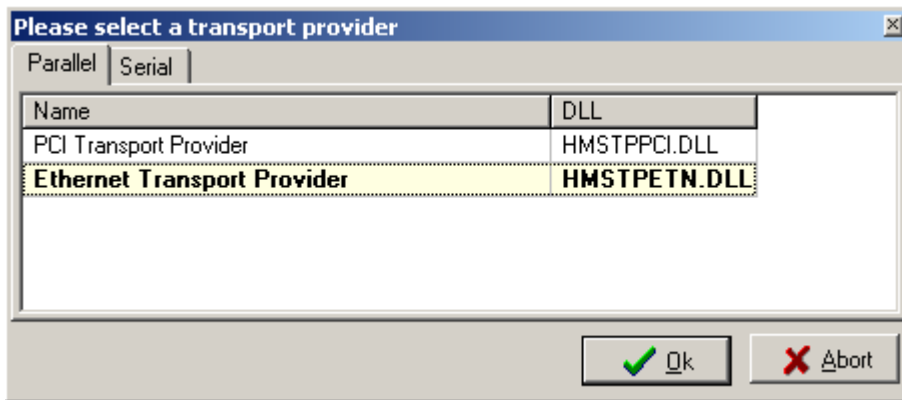 Please select a transport provider
Parallel Serial
Name DLL
PCI Transport Provider HMSTPPCI.DLL
Ethernet Transport Provider HMSTPETN.DLL
Ok Abort